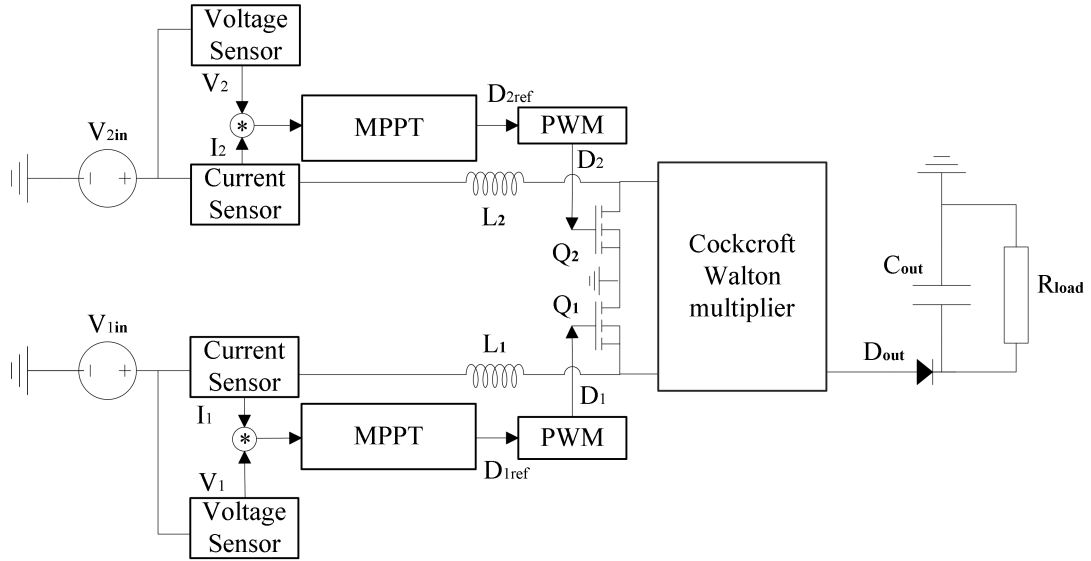 Voltage
Sensor
V2
D2ref
*
MPPT
PWM
V2in
I2
D2
- +
Current
Sensor
L2
Q2
Cockcroft
Walton
multiplier
Cout
Rload
Q1
V1in
Current
Sensor
L1
Dout
- +
I1
D1
*
MPPT
PWM
D1ref
V1
Voltage
Sensor